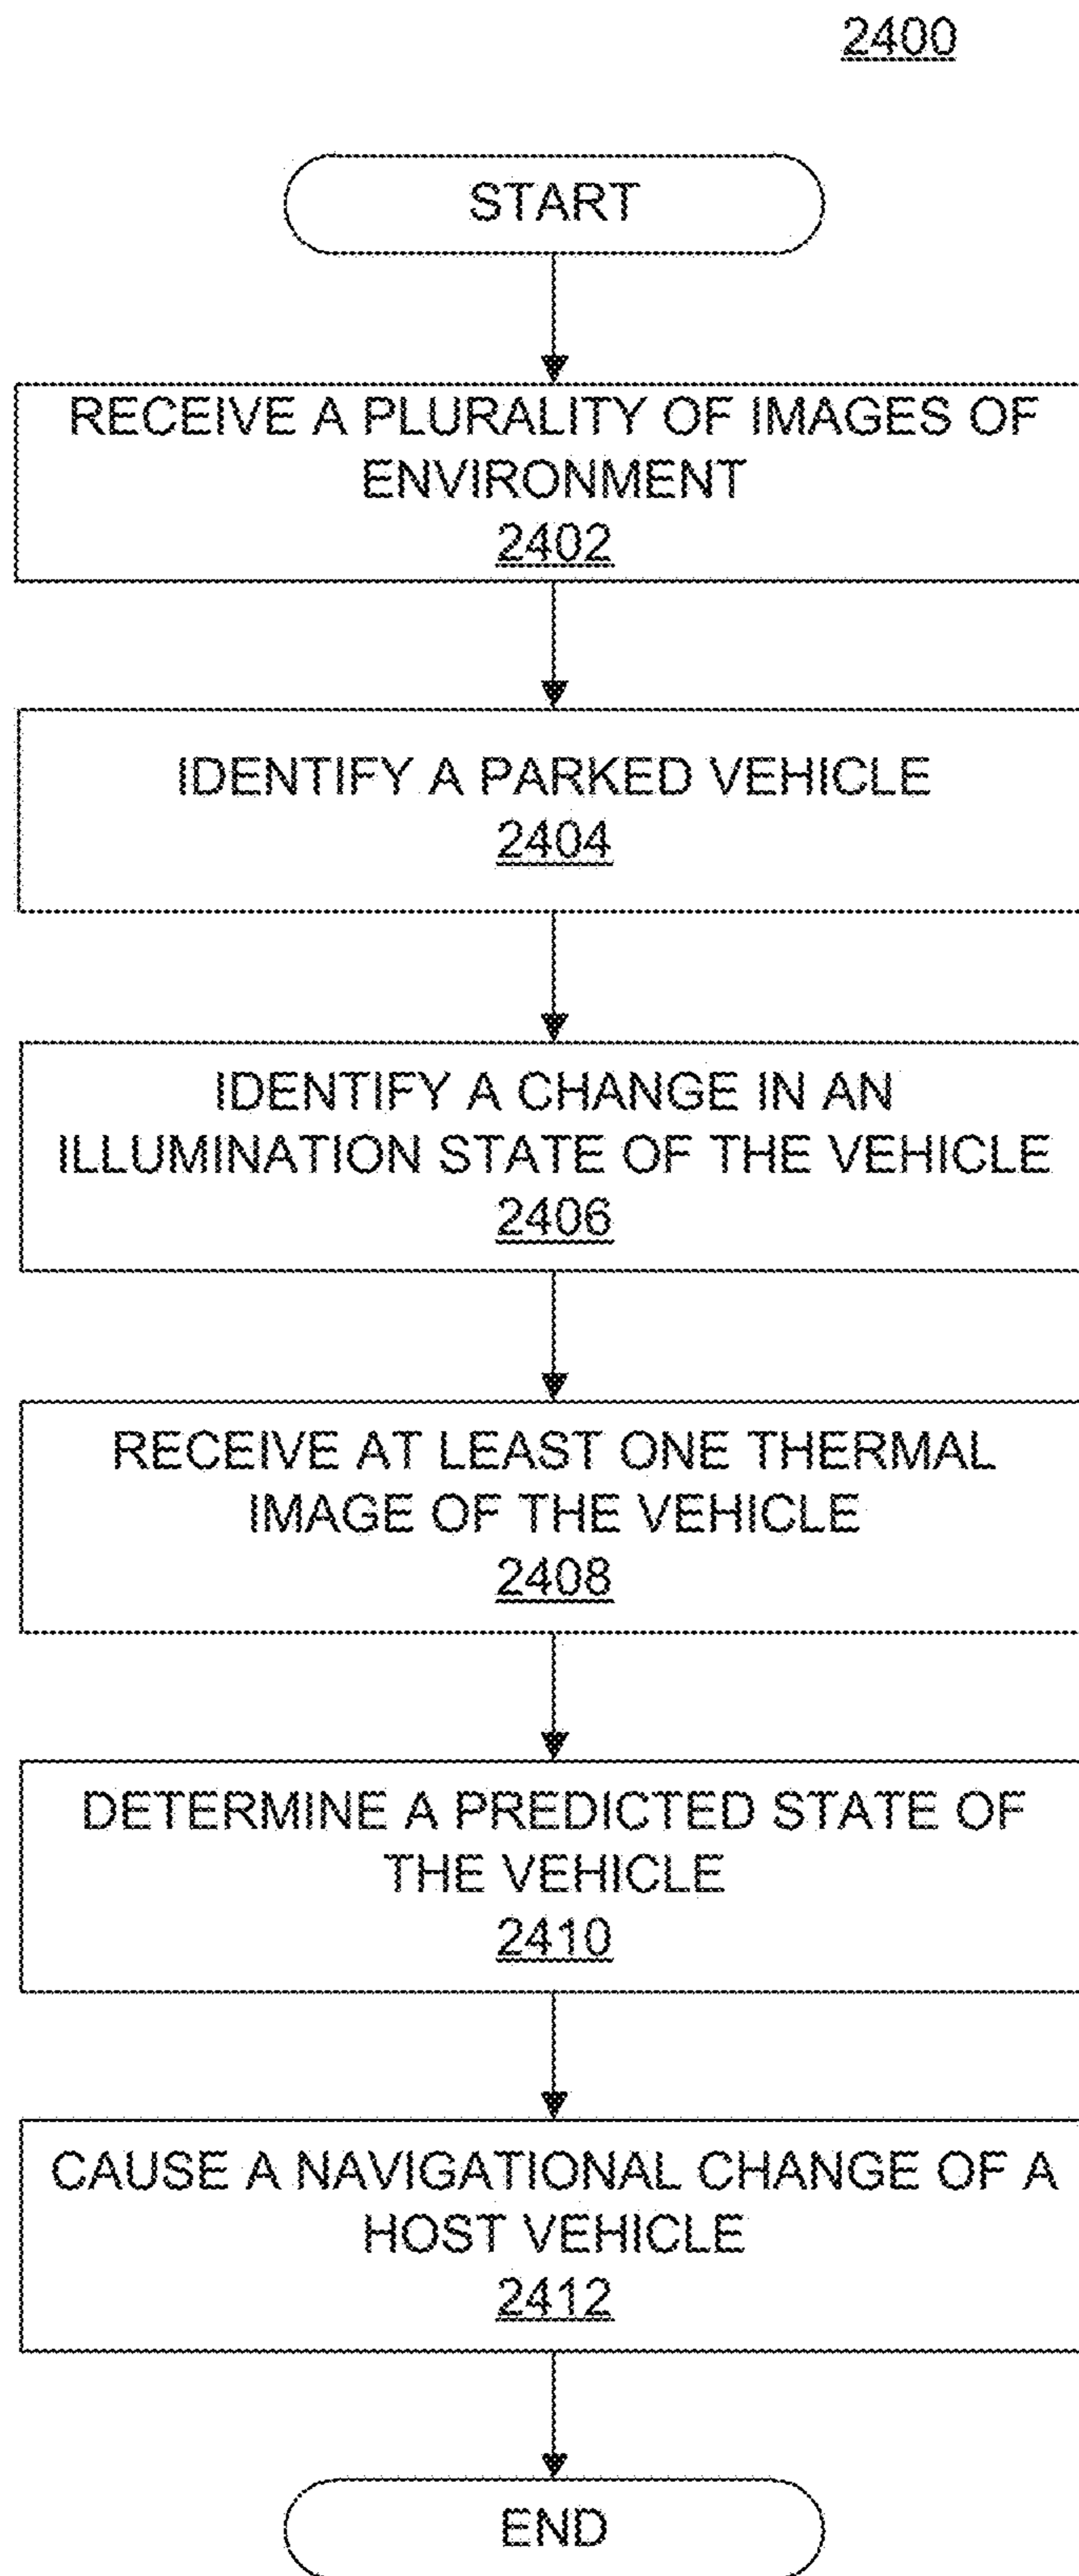 2400
START
RECEIVE A PLURALITY OF IMAGES OF
ENVIRONMENT
2402
IDENTIFY A PARKED VEHICLE
2404
IDENTIFY A CHANGE IN AN
ILLUMINATION STATE OF THE VEHICLE
2406
RECEIVE AT LEAST ONE THERMAL
IMAGE OF THE VEHICLE
2408
DETERMINE A PREDICTED STATE OF
THE VEHICLE
2410
CAUSE A NAVIGATIONAL CHANGE OF A
HOST VEHICLE
2412
END